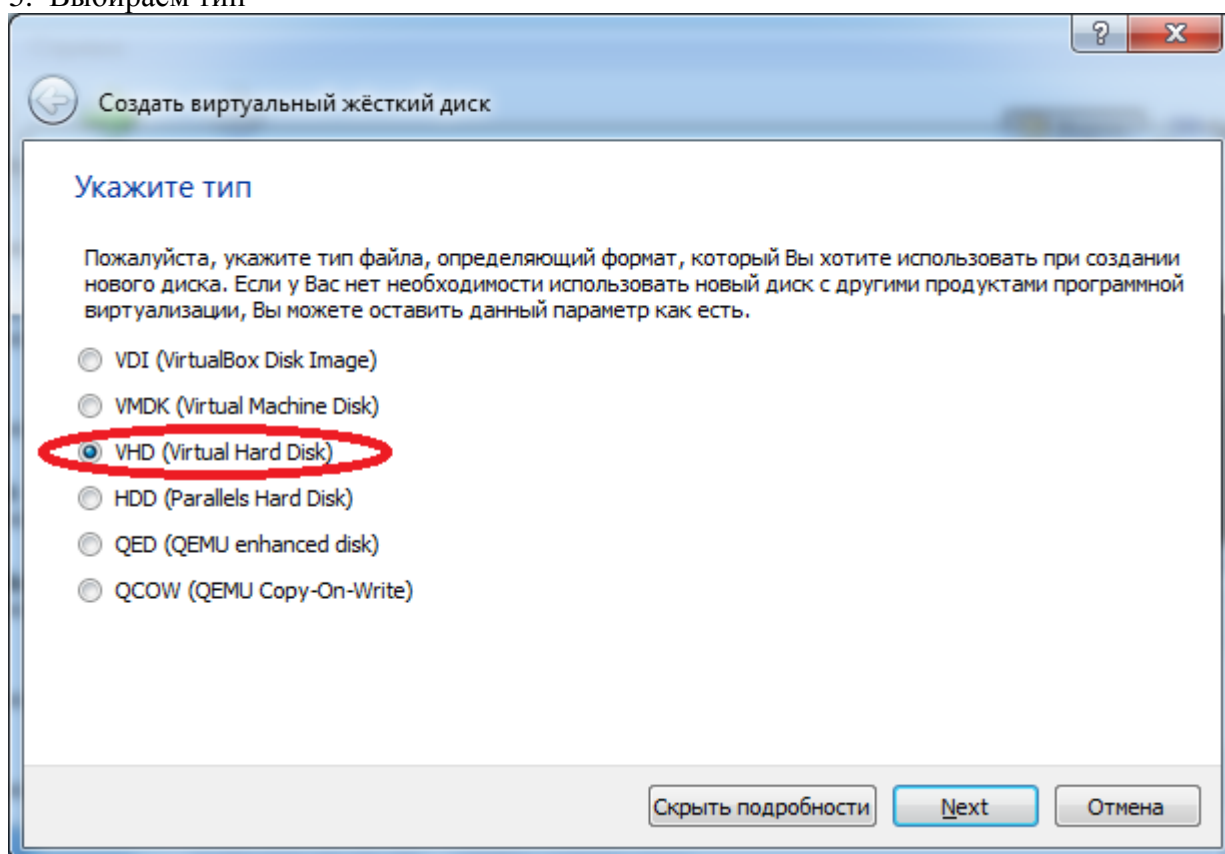 5. Выбираем тип
Создать виртуальный жёсткий диск
Укажите тип
Пожалуйста, укажите тип файла, определяющий формат, который Вы хотите использовать при создании
нового диска. Если у Вас нет необходимости использовать новый диск с другими продуктами программной
виртуализации, Вы можете оставить данный параметр как есть.
VDI (VirtualBox Disk Image)
VMDK (Virtual Machine Disk)
VHD (Virtual Hard Disk)
HDD (Parallels Hard Disk)
QED (QEMU enhanced disk)
QCOW (QEMU Copy-On-Write)
Скрыть подробности Next Отмена